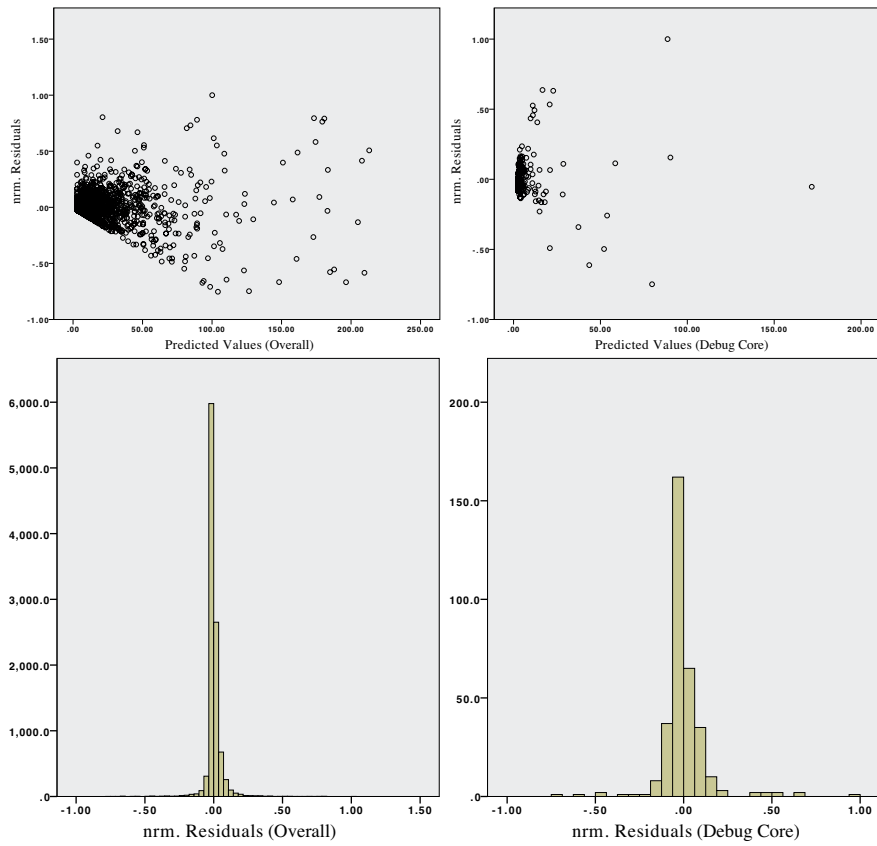 1.50
1.00
.50
.00
-.50
-1.00
nrm. Residuals
.00 50.00 100.00 150.00 200.00 250.00
Predicted Values (Overall)
1.00
.50
.00
-.50
-1.00
nrm. Residuals
.00 50.00 100.00 150.00 200.00
Predicted Values (Debug Core)
6,000.0
5,000.0
4,000.0
3,000.0
2,000.0
1,000.0
.0
-1.00 -.50 .00 .50 1.00 1.50
nrm. Residuals (Overall)
200.0
150.0
100.0
50.0
.0
-1.00 -.50 .00 .50 1.00
nrm. Residuals (Debug Core)